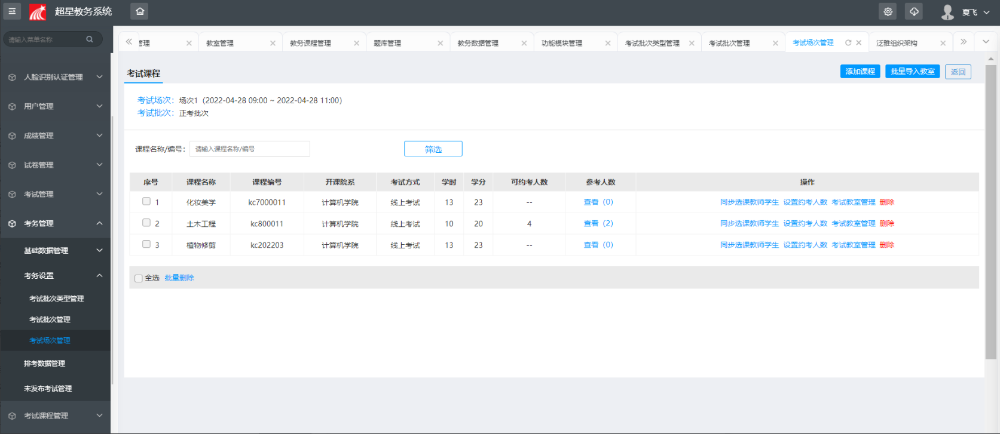 超星教务系统
夏飞
请输入菜单名称
管理
教室管理
教务课程管理
题库管理
教务数据管理
功能模块管理
考试批次类型管理
考试批次管理
考试场次管理
泛雅组织架构
人脸识别认证管理
用户管理
成绩管理
试卷管理
考试管理
考务管理
基础数据管理
考务设置
考试批次类型管理
考试批次管理
考试场次管理
排考数据管理
未发布考试管理
考试课程管理
考试课程
添加课程 批量导入教室 返回
考试场次：场次1（2022-04-28 09:00 ~ 2022-04-28 11:00）
考试批次：正考批次
课程名称/编号： 请输入课程名称/编号 筛选
序号 课程名称 课程编号 开课院系 考试方式 学时 学分 可约考人数 参考人数 操作
1 化妆美学 kc7000011 计算机学院 线上考试 13 23 -- 查看（0） 同步选课教师学生 设置约考人数 考试教室管理 删除
2 土木工程 kc800011 计算机学院 线上考试 10 20 4 查看（2） 同步选课教师学生 设置约考人数 考试教室管理 删除
3 植物修剪 kc202203 计算机学院 线上考试 13 23 -- 查看（0） 同步选课教师学生 设置约考人数 考试教室管理 删除
全选 批量删除